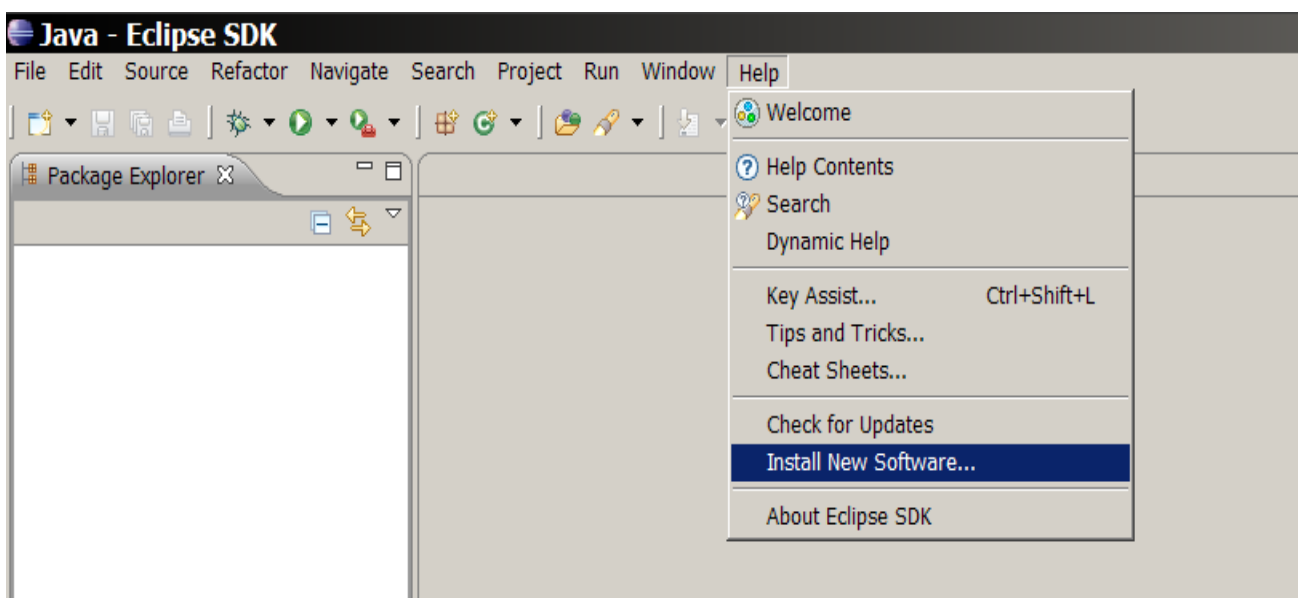 Java - Eclipse SDK
File Edit Source Refactor Navigate Search Project Run Window Help
Package Explorer
Welcome
Help Contents
Search
Dynamic Help
Key Assist... Ctrl+Shift+L
Tips and Tricks...
Cheat Sheets...
Check for Updates
Install New Software...
About Eclipse SDK